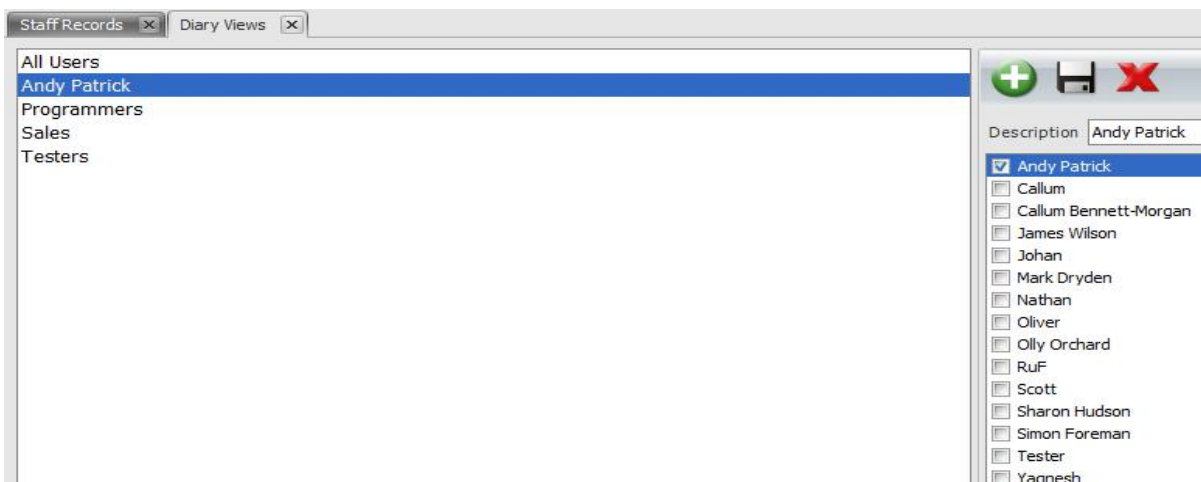 Staff Records
Diary Views
All Users
Andy Patrick
Programmers
Sales
Testers
Description Andy Patrick
Andy Patrick
Callum
Callum Bennett-Morgan
James Wilson
Johan
Mark Dryden
Nathan
Oliver
Olly Orchard
RuF
Scott
Sharon Hudson
Simon Foreman
Tester
Yagnesh